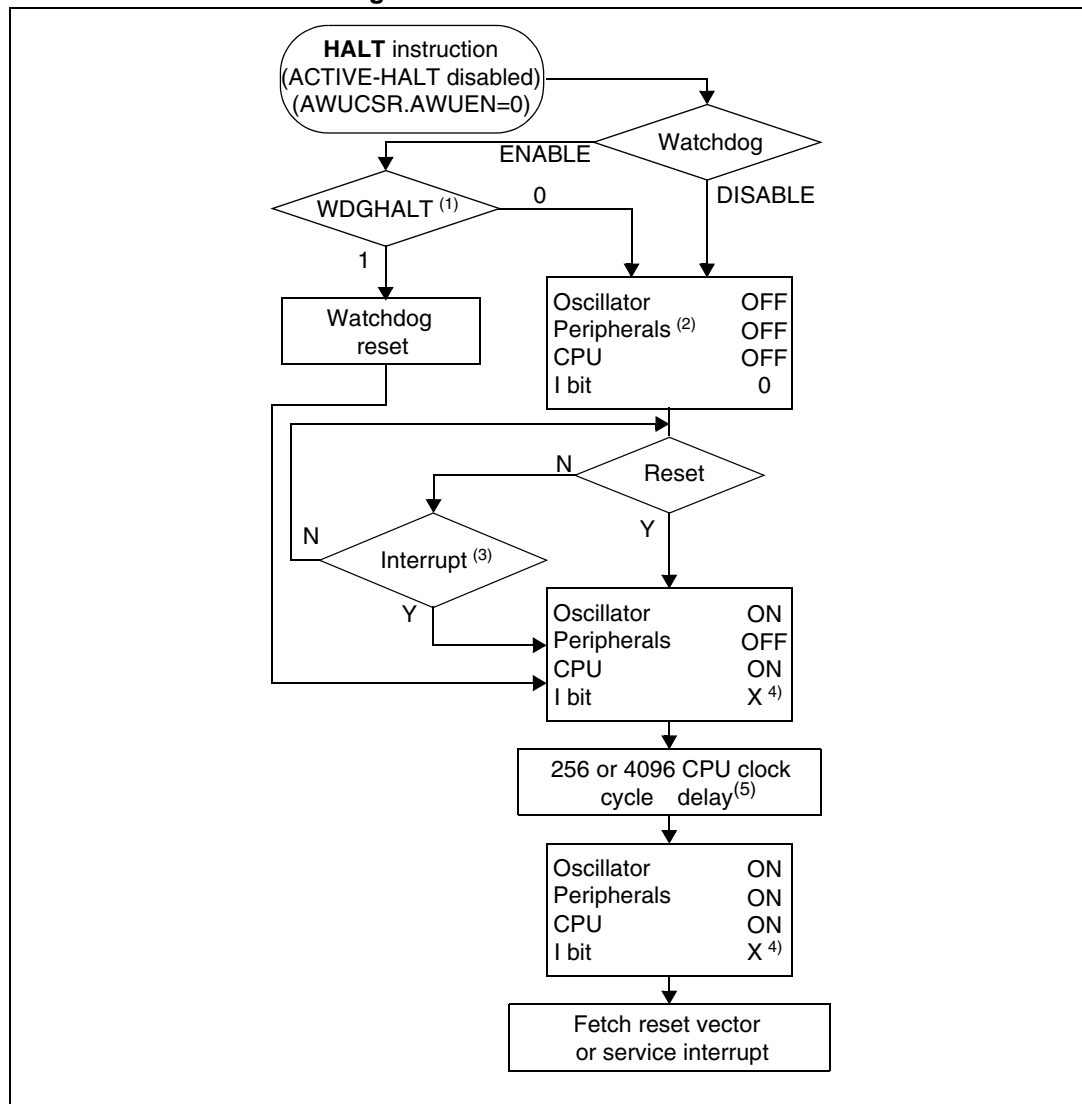 HALT instruction
(ACTIVE-HALT disabled)
(AWUCSR.AWUEN=0)
Watchdog
ENABLE
DISABLE
WDGHALT (1)
0
1
Watchdog
reset
Oscillator OFF
Peripherals (2) OFF
CPU OFF
I bit 0
Reset
N
Y
Interrupt (3)
N
Y
Oscillator ON
Peripherals OFF
CPU ON
I bit X 4)
256 or 4096 CPU clock
cycle delay(5)
Oscillator ON
Peripherals ON
CPU ON
I bit X 4)
Fetch reset vector
or service interrupt